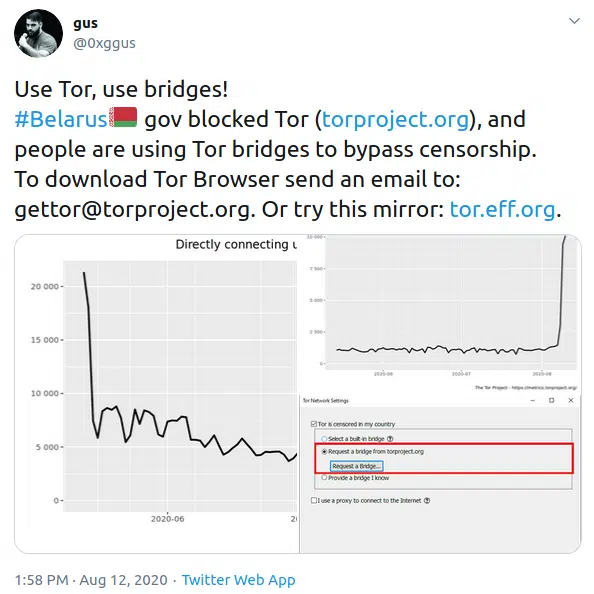 gus
@0xggus
Use Tor, use bridges!
#Belarus gov blocked Tor (torproject.org), and
people are using Tor bridges to bypass censorship.
To download Tor Browser send an email to:
gettor@torproject.org. Or try this mirror: tor.eff.org.
Directly connecting u
20 000
15 000
10 000
5 000
0
2020-06
20
10 000
7 500
5 000
2 500
0
2020-06 2020-07 2020-08
The Tor Project - https://metrics.torproject.org/
Tor Network Settings
Tor is censored in my country
Select a built-in bridge
Request a bridge from torproject.org
Request a Bridge...
Provide a bridge I know
I use a proxy to connect to the Internet
1:58 PM · Aug 12, 2020 · Twitter Web App